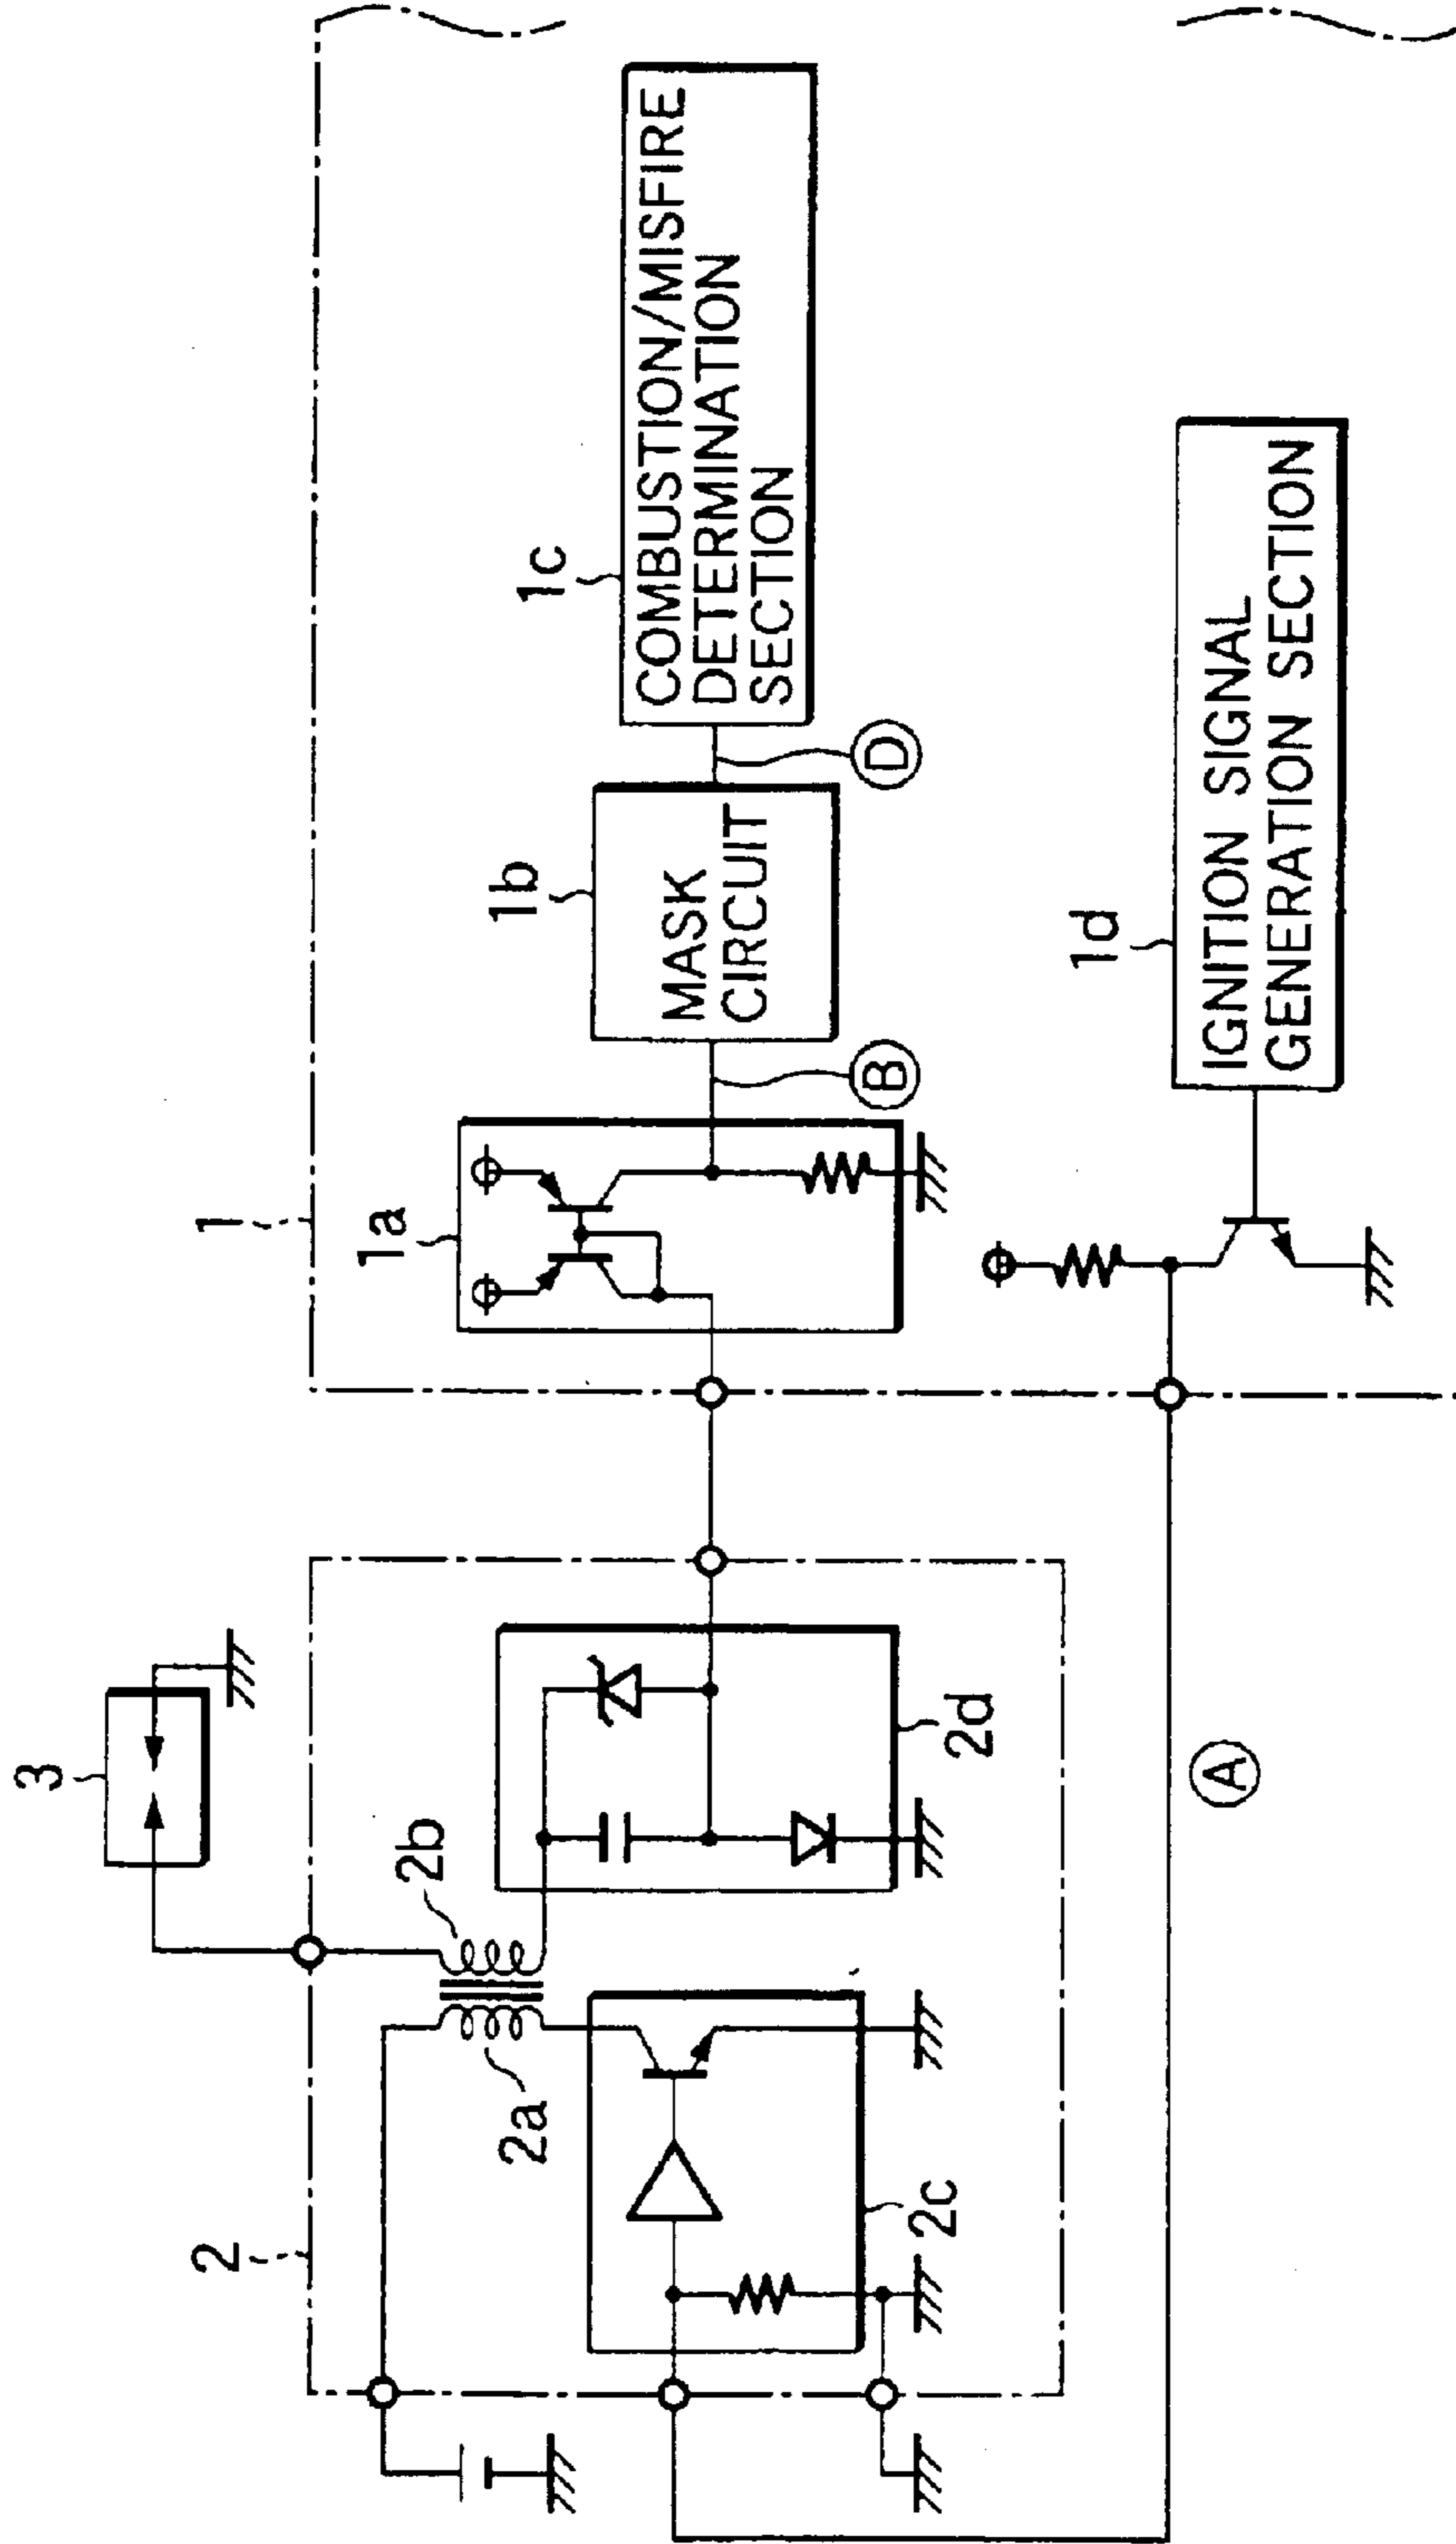 3
2
2b
2a
2c
2d
1
1a
1b
MASK
CIRCUIT
B
D
1c
COMBUSTION/MISFIRE
DETERMINATION
SECTION
A
1d
IGNITION SIGNAL
GENERATION SECTION